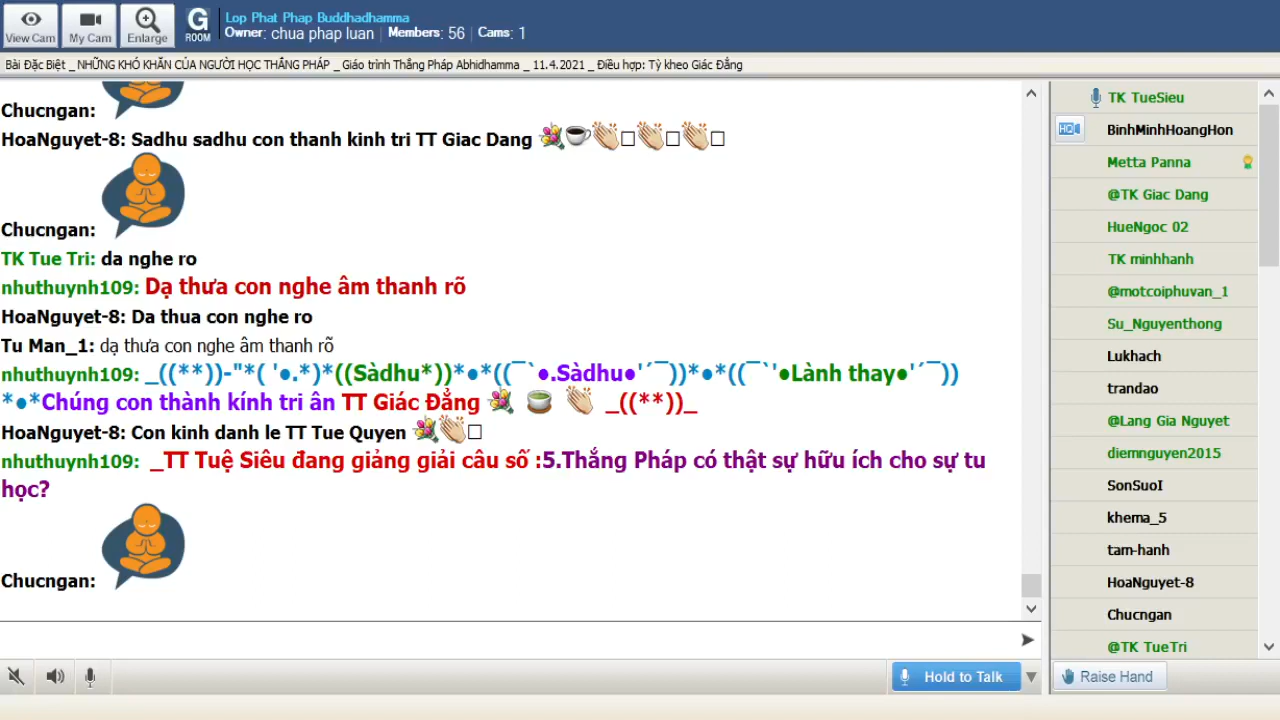 View Cam
My Cam
Enlarge
G
ROOM
Lop Phat Phap Buddhadhamma
Owner: chua phap luan Members: 56 Cams: 1
Bài Đặc Biệt _ NHỮNG KHÓ KHĂN CỦA NGƯỜI HỌC THẮNG PHÁP _ Giáo trình Thắng Pháp Abhidhamma _ 11.4.2021 _ Điều hợp: Tỳ kheo Giác Đẳng
Chucngan:
HoaNguyet-8: Sadhu sadhu con thanh kinh tri TT Giac Dang 💐☕👏🏻👏🏻👏🏻
Chucngan:
TK Tue Tri: da nghe ro
nhuthuynh109: Dạ thưa con nghe âm thanh rõ
HoaNguyet-8: Da thua con nghe ro
Tu Man_1: dạ thưa con nghe âm thanh rõ
nhuthuynh109: _((**))-"*( '●.*)*((Sàdhu*))*●*((¯`●.Sàdhu●'´¯))*●*((¯`'●Lành thay●'´¯))
*●*Chúng con thành kính tri ân TT Giác Đẳng 💐 🍵 👏 _((**))_
HoaNguyet-8: Con kinh danh le TT Tue Quyen 💐👏🏻
nhuthuynh109: _TT Tuệ Siêu đang giảng giải câu số :5.Thắng Pháp có thật sự hữu ích cho sự tu
học?
Chucngan:
Hold to Talk
TK TueSieu
HD
BinhMinhHoangHon
Metta Panna
@TK Giac Dang
HueNgoc 02
TK minhhanh
@motcoiphuvan_1
Su_Nguyenthong
Lukhach
trandao
@Lang Gia Nguyet
diemnguyen2015
SonSuoI
khema_5
tam-hanh
HoaNguyet-8
Chucngan
@TK TueTri
Raise Hand